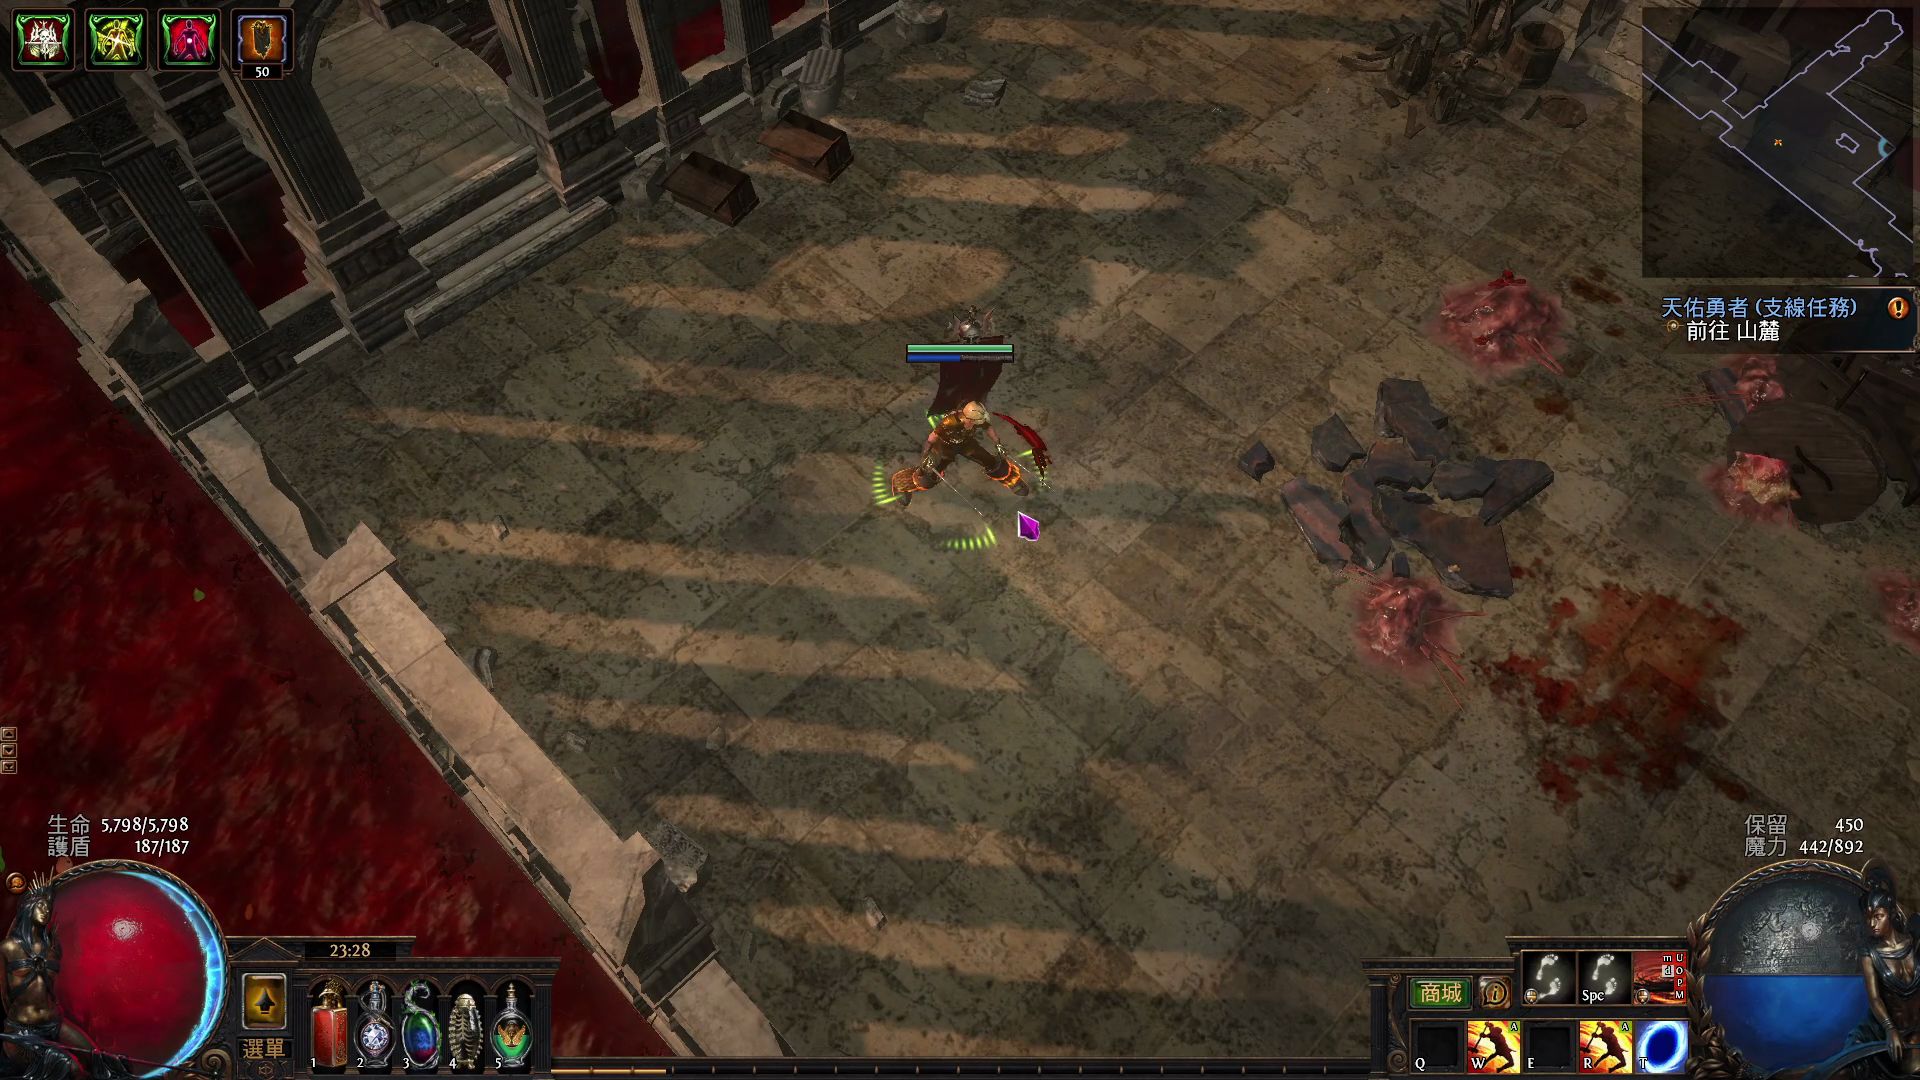 50
天佑勇者 (支線任務)
前往 山麓
生命 5,798/5,798
護盾 187/187
保留 450
魔力 442/892
23:28
選單
1
2
3
4
5
商城
Spc
m U
d O
P
M
Q
W A
E
R A
T